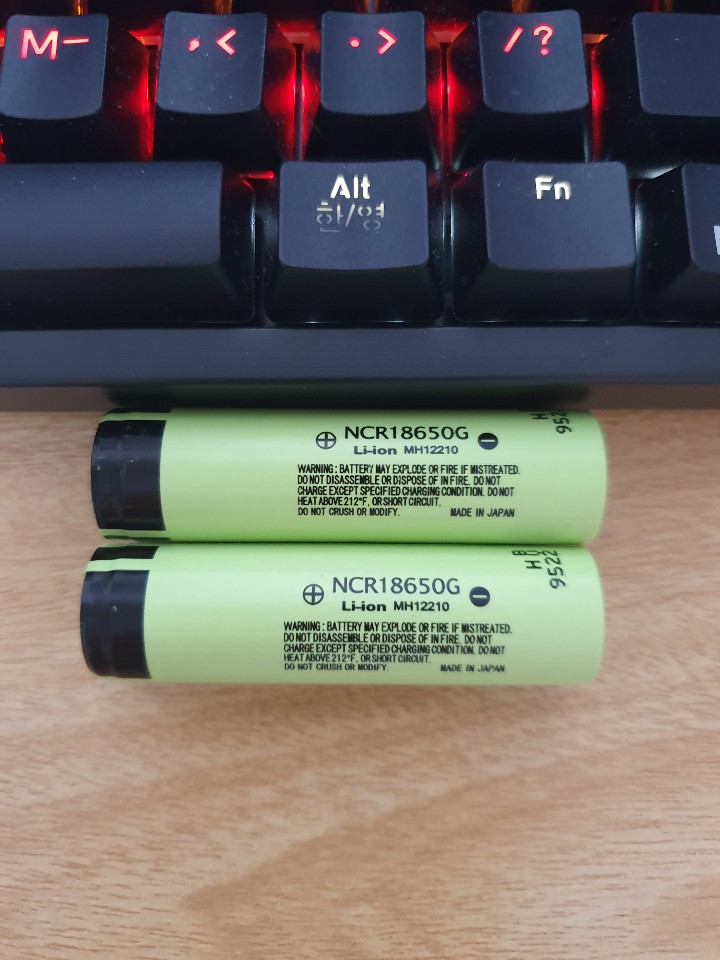 M ㅡ
, <
. >
/ ?
Alt
한/영
Fn
H
952
NCR18650G
Li-ion MH12210
WARNING : BATTERY MAY EXPLODE OR FIRE IF MISTREATED.
DO NOT DISASSEMBLE OR DISPOSE OF IN FIRE. DO NOT
CHARGE EXCEPT SPECIFIED CHARGING CONDITION. DO NOT
HEAT ABOVE 212°F, OR SHORT CIRCUIT.
DO NOT CRUSH OR MODIFY. MADE IN JAPAN
NCR18650G
Li-ion MH12210
WARNING : BATTERY MAY EXPLODE OR FIRE IF MISTREATED.
DO NOT DISASSEMBLE OR DISPOSE OF IN FIRE. DO NOT
CHARGE EXCEPT SPECIFIED CHARGING CONDITION. DO NOT
HEAT ABOVE 212°F, OR SHORT CIRCUIT.
DO NOT CRUSH OR MODIFY. MADE IN JAPAN
9522